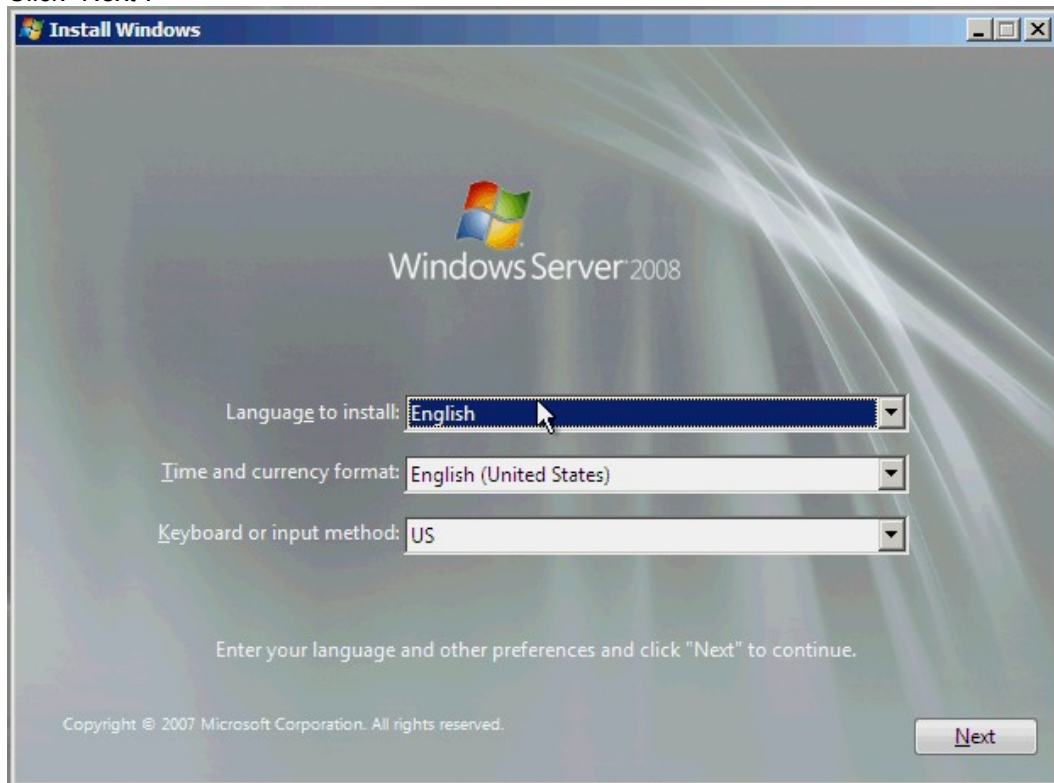 Click "Next".
Install Windows
Windows Server 2008
Language to install: English
Time and currency format: English (United States)
Keyboard or input method: US
Enter your language and other preferences and click "Next" to continue.
Copyright © 2007 Microsoft Corporation. All rights reserved.
Next